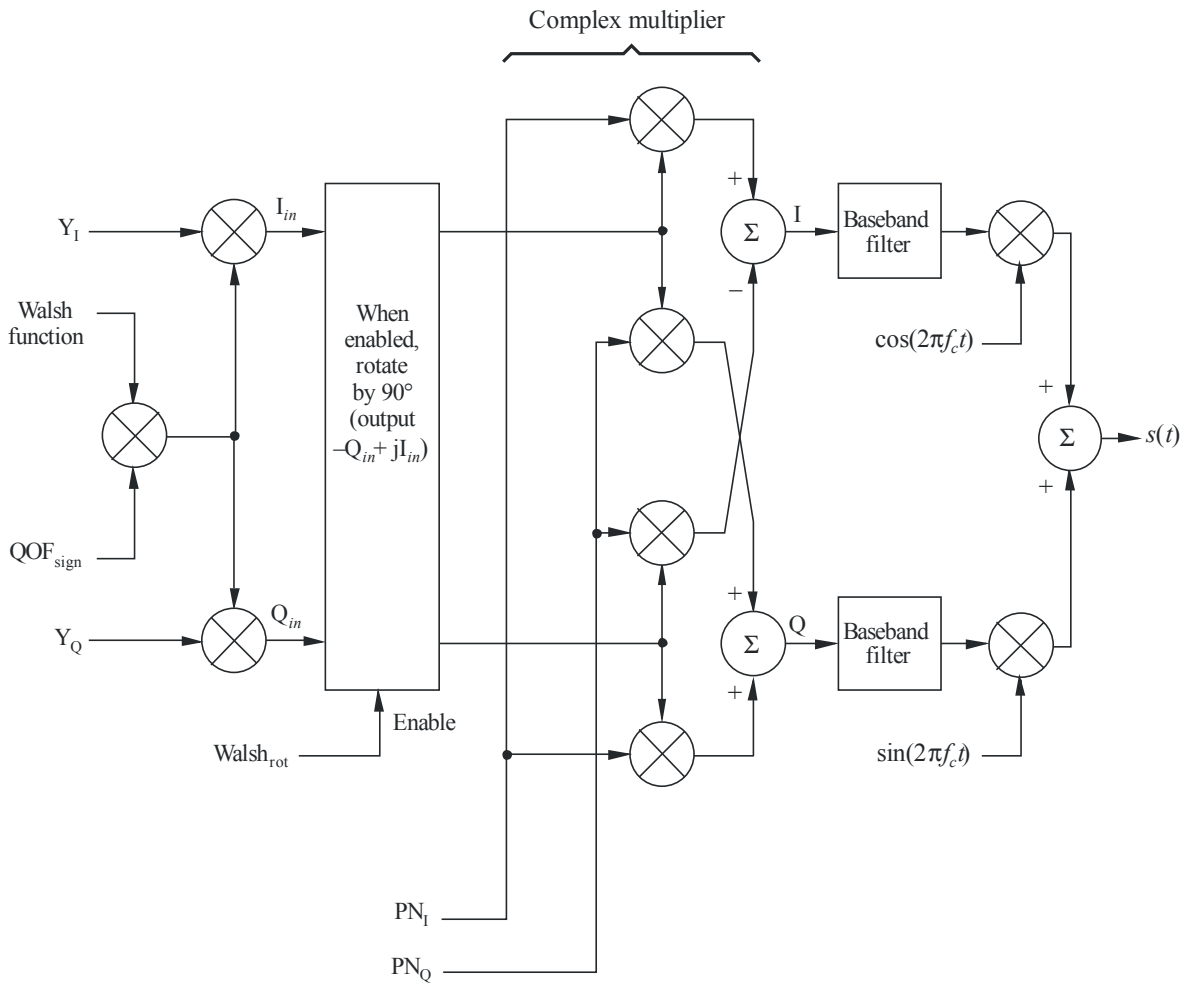 Complex multiplier
+
I
−
Σ
Baseband
filter
cos(2πf_c t)
Y_I
I_in
Walsh
function
When
enabled,
rotate
by 90°
(output
–Q_in + jI_in)
QOF_sign
Y_Q
Q_in
Enable
Walsh_rot
+
Q
Σ
+
Baseband
filter
sin(2πf_c t)
+
Σ
+
s(t)
PN_I
PN_Q